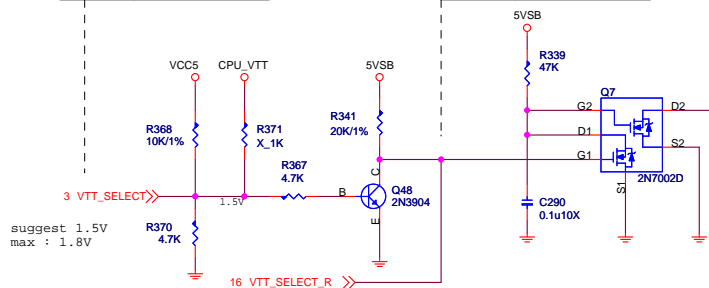 5VSB
VCC5 CPU_VTT 5VSB
R339
47K
Q7
R368
10K/1%
R371
X_1K
R341
20K/1%
G2 D2
D1 S2
G1
R367
4.7K
2N7002D
S1
C
3 VTT_SELECT
B
Q48
2N3904
1.5V
E
C290
0.1u10X
R370
4.7K
suggest 1.5V
max : 1.8V
16 VTT_SELECT_R